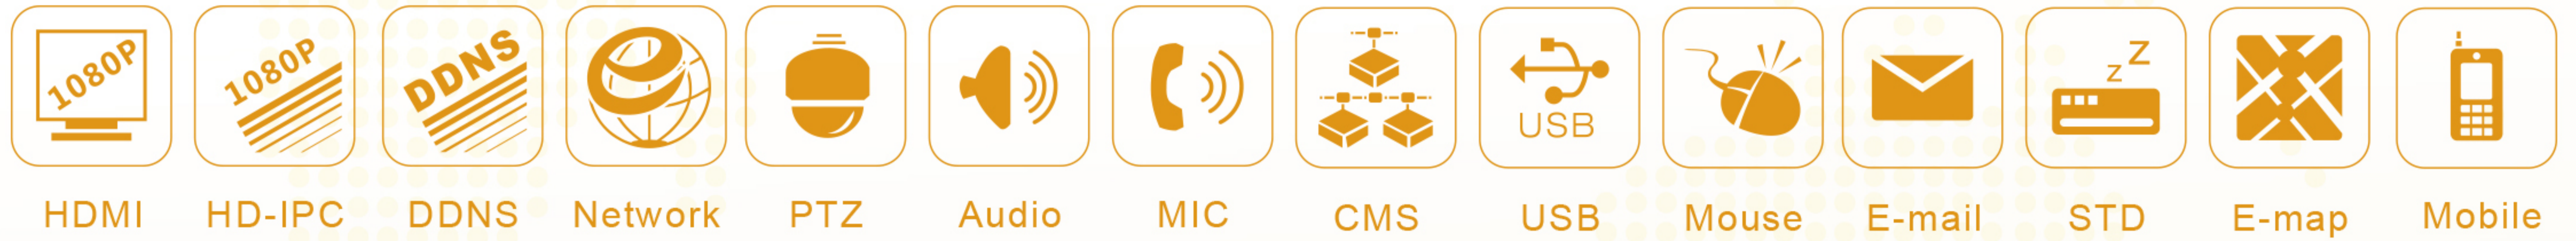 1080P
1080P
DDNS
USB
z Z
HDMI HD-IPC DDNS Network PTZ Audio MIC CMS USB Mouse E-mail STD E-map Mobile